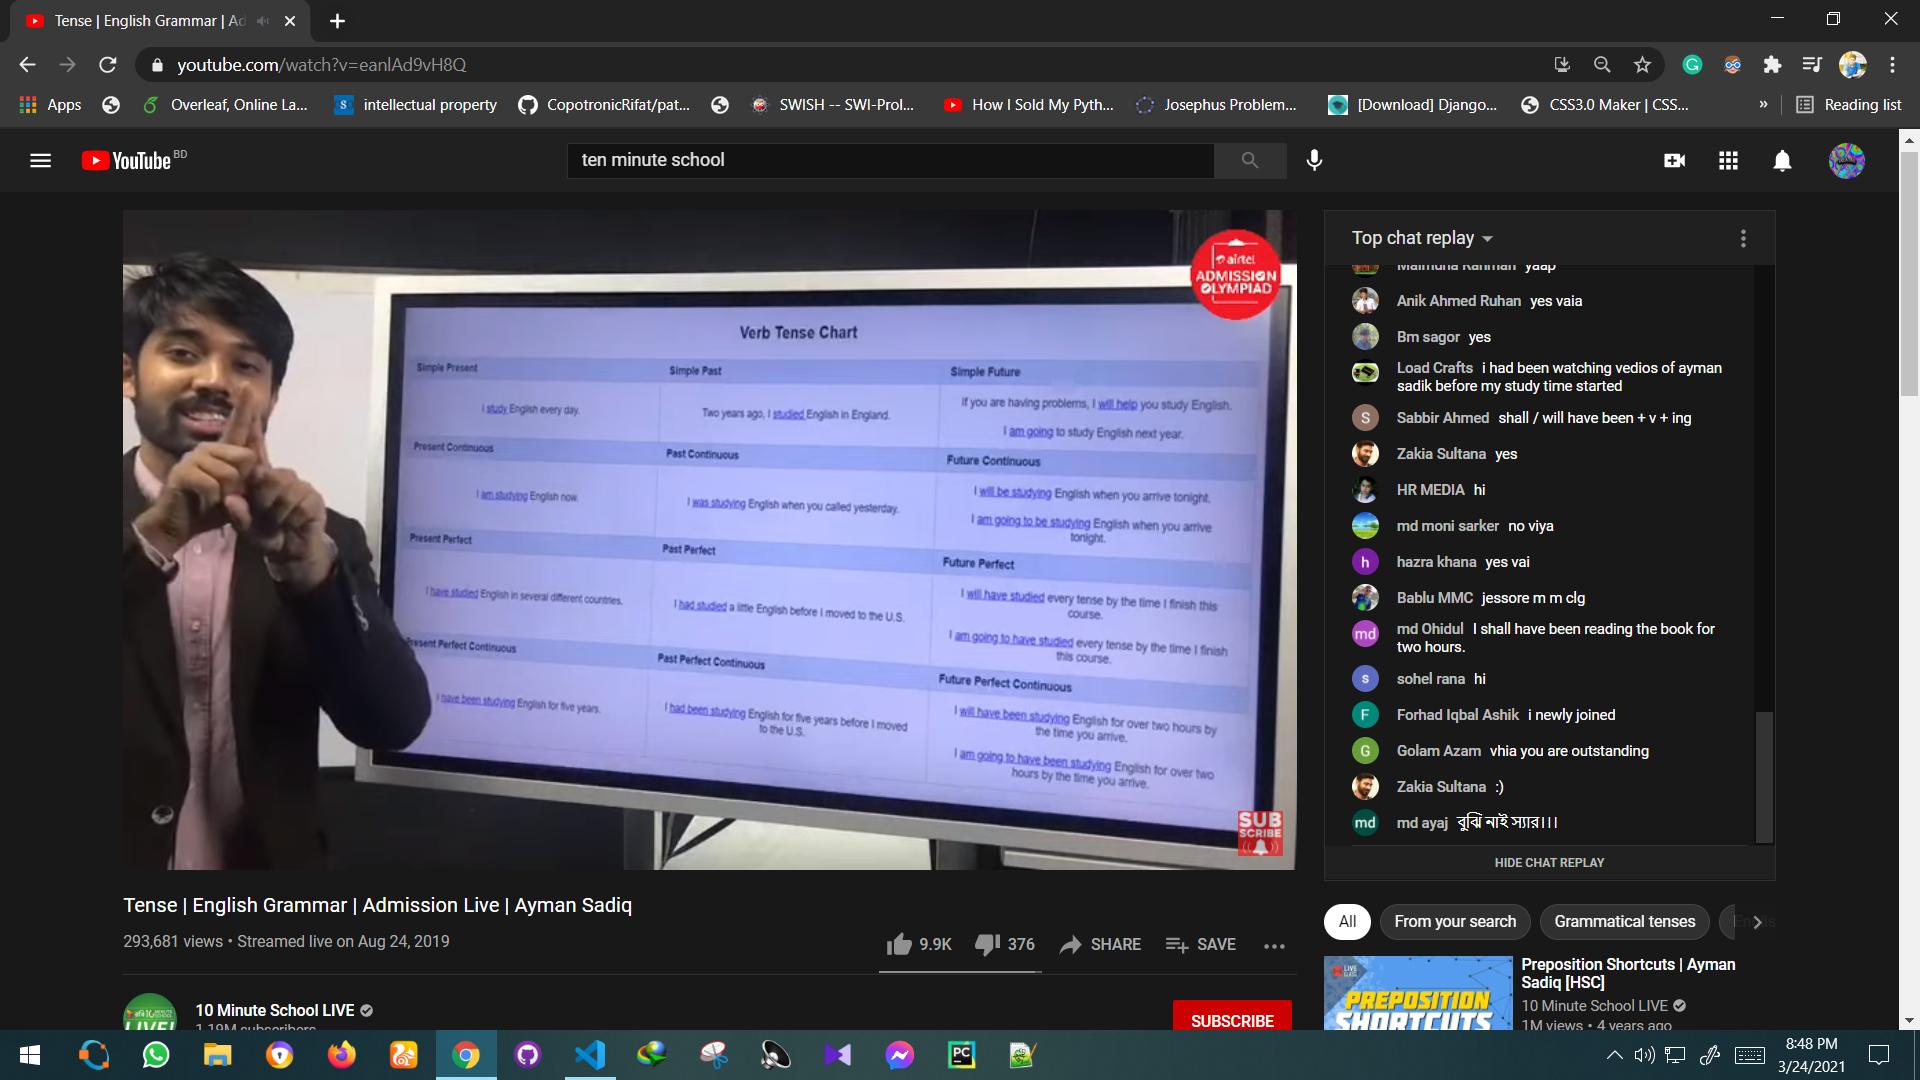 Tense | English Grammar | Ad
youtube.com/watch?v=eanlAd9vH8Q
Apps
Overleaf, Online La...
intellectual property
CopotronicRifat/pat...
SWISH -- SWI-Prol...
How I Sold My Pyth...
Josephus Problem...
[Download] Django...
CSS3.0 Maker | CSS...
»
Reading list
YouTube BD
ten minute school
airtel
ADMISSION
OLYMPIAD
Verb Tense Chart
Simple Present
Simple Past
Simple Future
I study English every day.
Two years ago, I studied English in England.
If you are having problems, I will help you study English.
I am going to study English next year.
Present Continuous
Past Continuous
Future Continuous
I am studying English now.
I was studying English when you called yesterday.
I will be studying English when you arrive tonight.
I am going to be studying English when you arrive
tonight.
Present Perfect
Past Perfect
Future Perfect
I have studied English in several different countries.
I had studied a little English before I moved to the U.S.
I will have studied every tense by the time I finish this
course.
I am going to have studied every tense by the time I finish
this course.
Present Perfect Continuous
Past Perfect Continuous
Future Perfect Continuous
I have been studying English for five years.
I had been studying English for five years before I moved
to the U.S.
I will have been studying English for over two hours by
the time you arrive.
I am going to have been studying English for over two
hours by the time you arrive.
SUB
SCRIBE
Tense | English Grammar | Admission Live | Ayman Sadiq
293,681 views • Streamed live on Aug 24, 2019
9.9K
376
SHARE
SAVE
10 Minute School LIVE
1.19M subscribers
SUBSCRIBE
LIVE!
Top chat replay
Maimuna Rahman yaap
Anik Ahmed Ruhan yes vaia
Bm sagor yes
Load Crafts i had been watching vedios of ayman
sadik before my study time started
S Sabbir Ahmed shall / will have been + v + ing
Zakia Sultana yes
HR MEDIA hi
md moni sarker no viya
h hazra khana yes vai
Bablu MMC jessore m m clg
md md Ohidul I shall have been reading the book for
two hours.
s sohel rana hi
F Forhad Iqbal Ashik i newly joined
G Golam Azam vhia you are outstanding
Zakia Sultana :)
md md ayaj বুঝি নাই স্যার।।।
HIDE CHAT REPLAY
All
From your search
Grammatical tenses
LIVE
PREPOSITION
SHORTCUTS
Preposition Shortcuts | Ayman
Sadiq [HSC]
10 Minute School LIVE
1M views • 4 years ago
PC
8:48 PM
3/24/2021